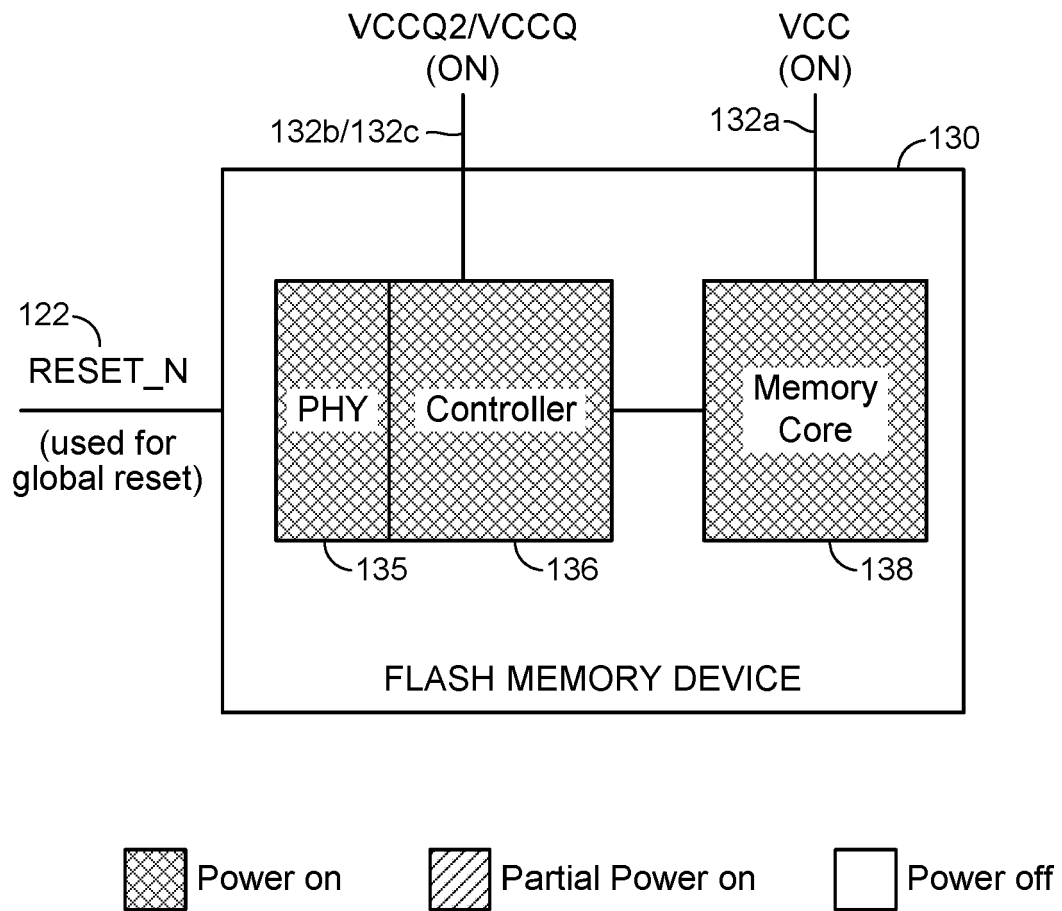 VCCQ2/VCCQ
(ON)
VCC
(ON)
132b/132c
132a
130
122
RESET_N
(used for
global reset)
PHY
Controller
Memory
Core
135
136
138
FLASH MEMORY DEVICE
Power on
Partial Power on
Power off